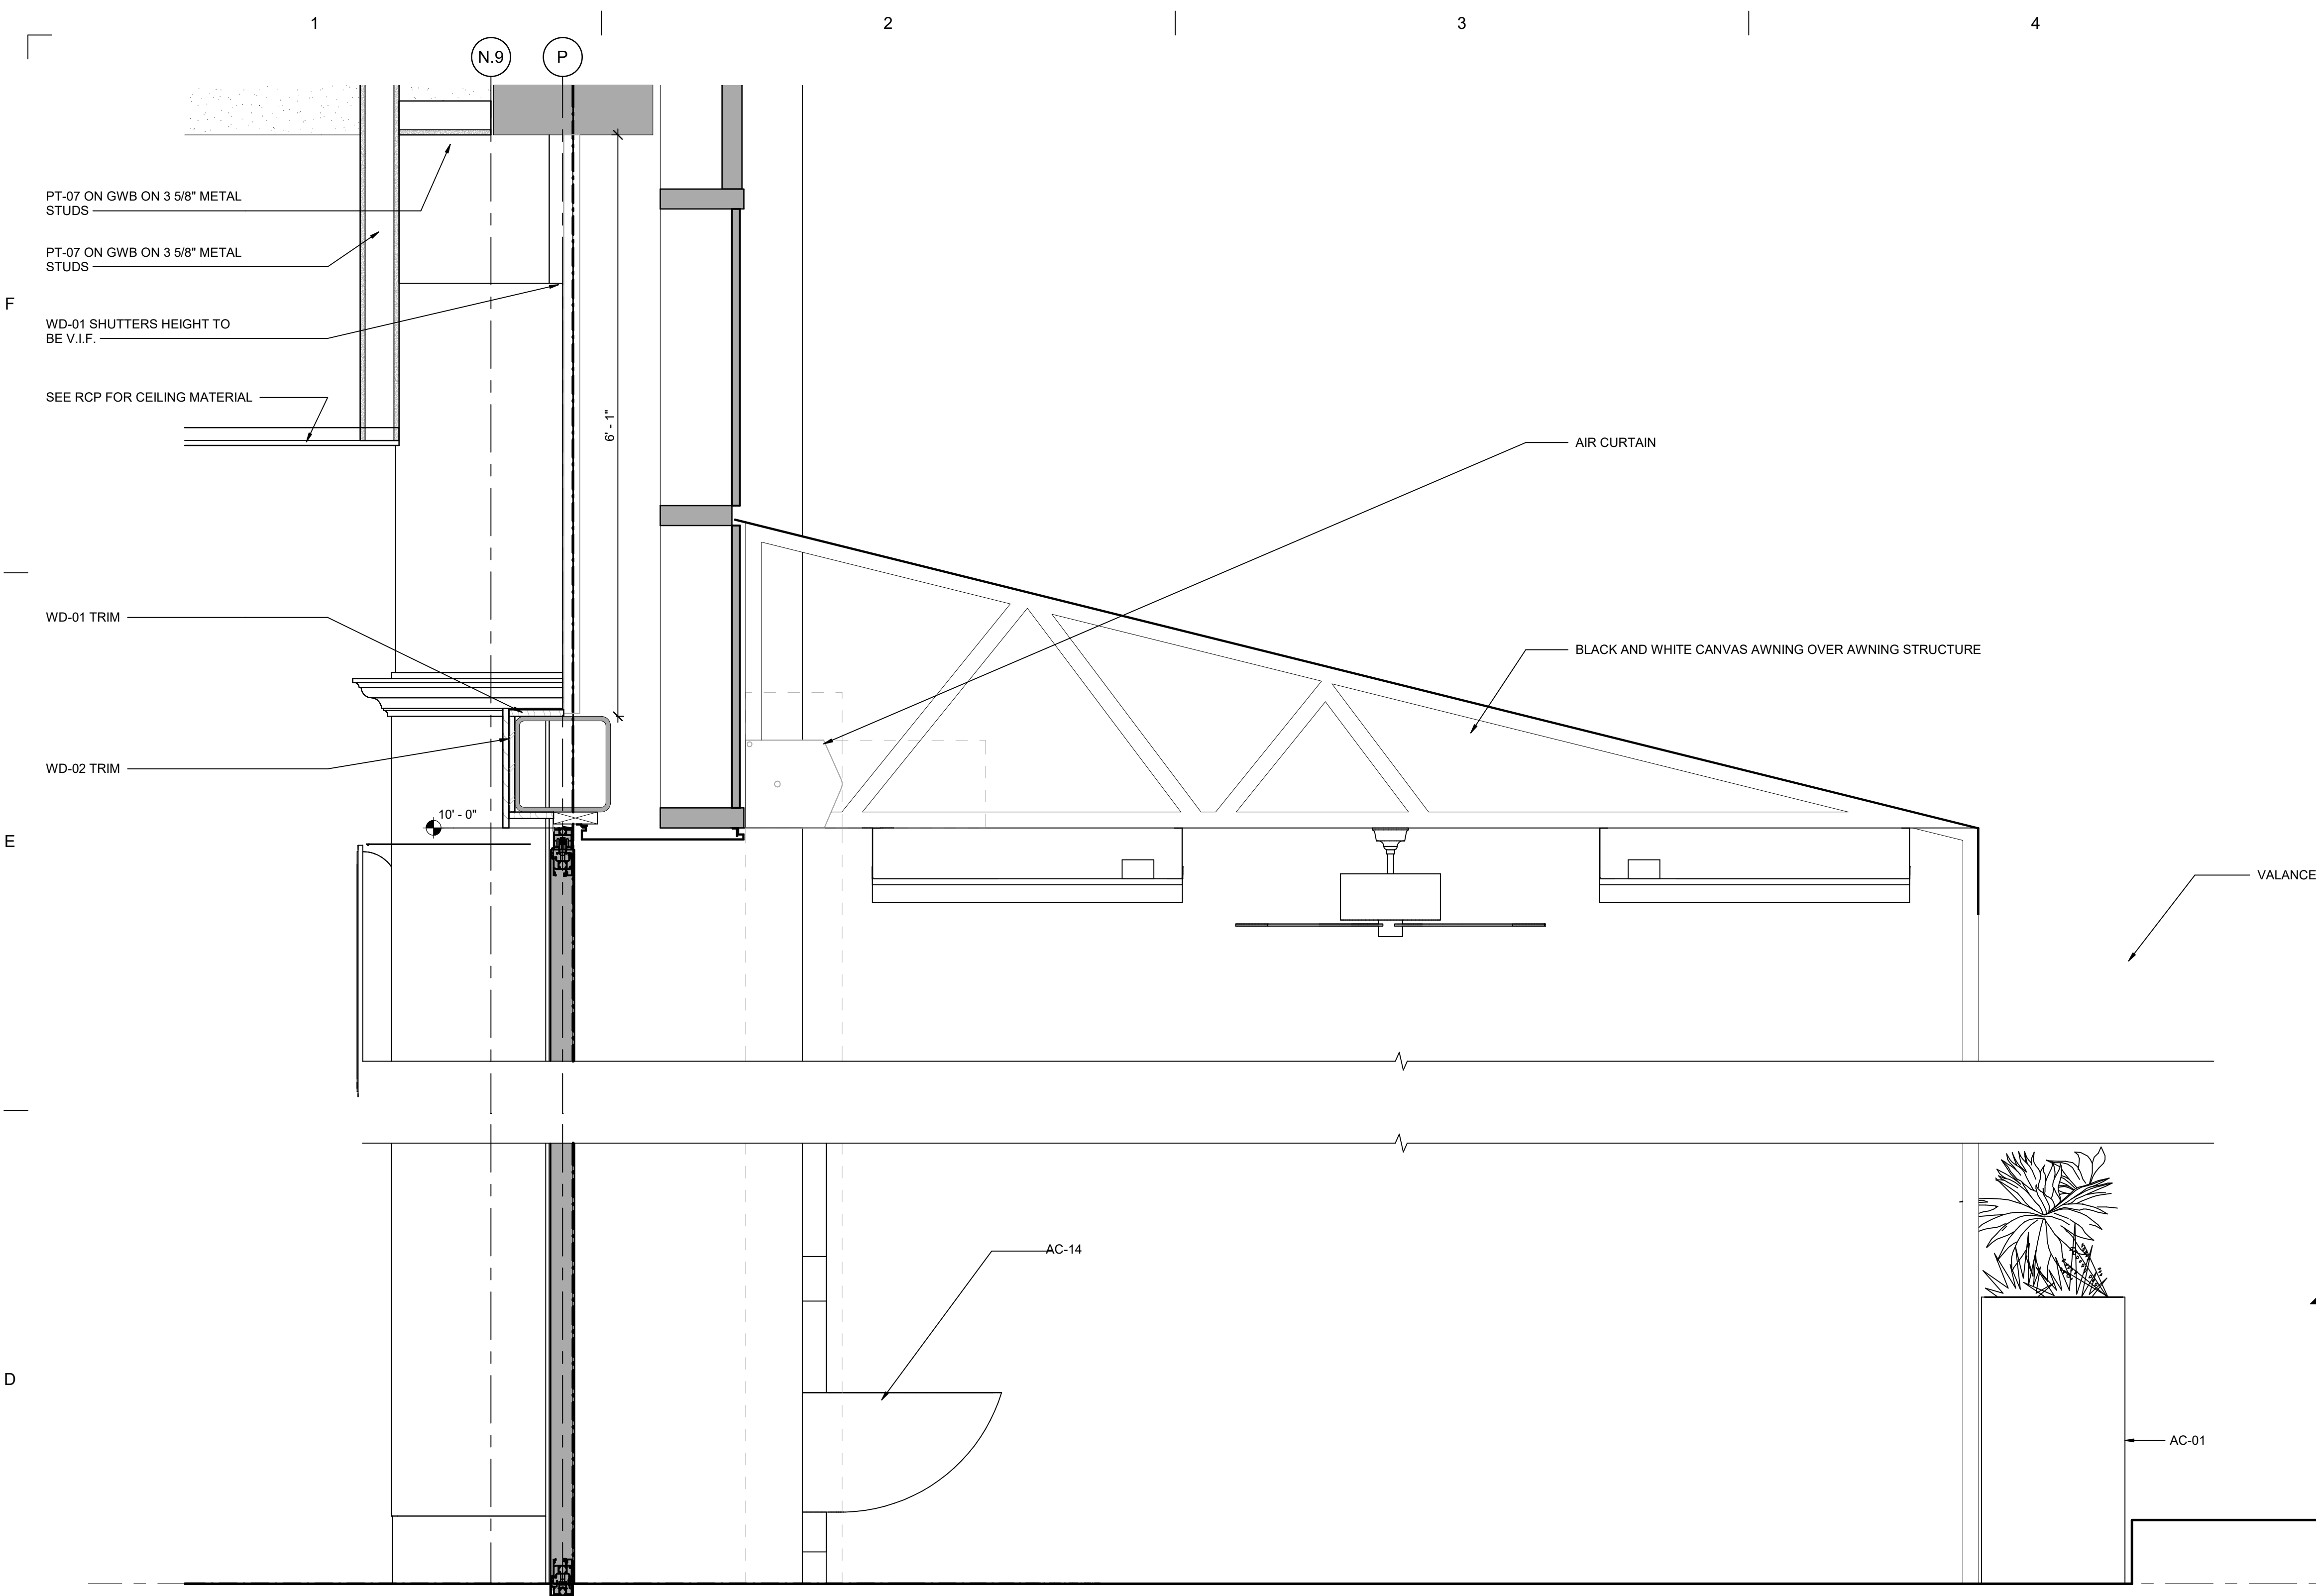 1
2
3
4
N.9
P
PT-07 ON GWB ON 3 5/8" METAL
STUDS
PT-07 ON GWB ON 3 5/8" METAL
STUDS
F
WD-01 SHUTTERS HEIGHT TO
BE V.I.F.
SEE RCP FOR CEILING MATERIAL
6' - 1"
AIR CURTAIN
WD-01 TRIM
BLACK AND WHITE CANVAS AWNING OVER AWNING STRUCTURE
WD-02 TRIM
10' - 0"
E
VALANCE
AC-14
D
AC-01